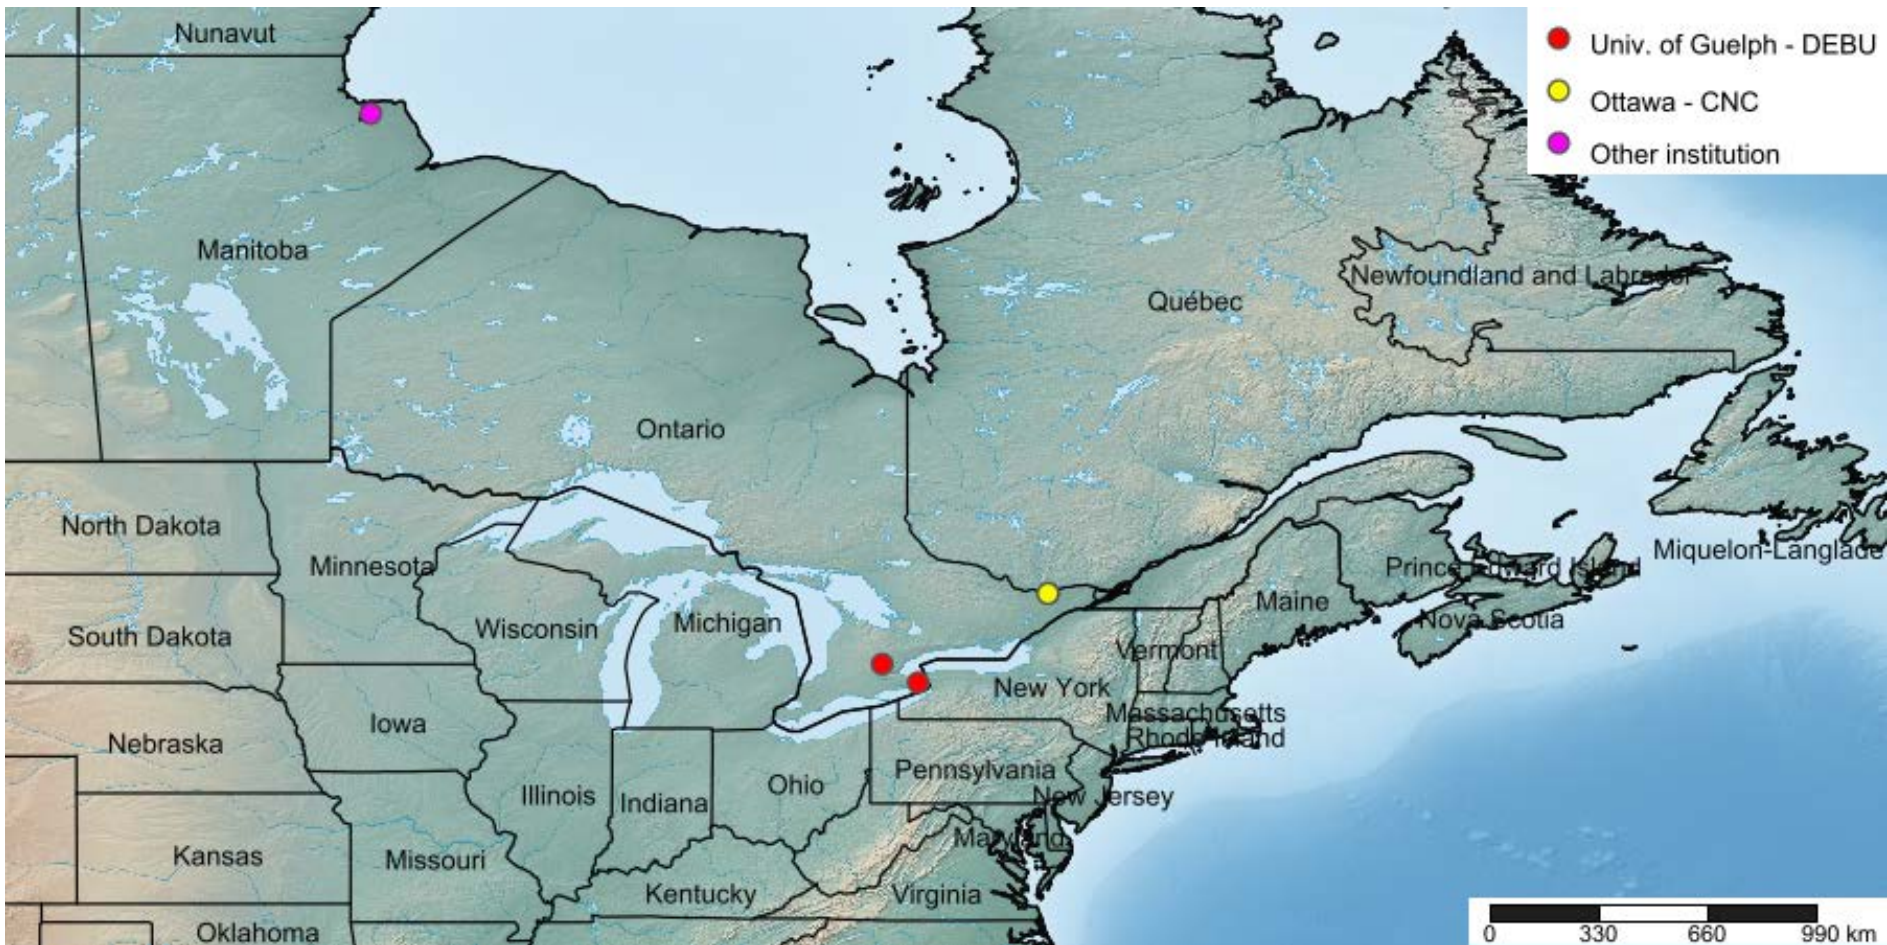 Nunavut
Univ. of Guelph - DEBU
Ottawa - CNC
Other institution
Manitoba
Newfoundland and Labrador
Québec
Ontario
North Dakota
Minnesota
Miquelon-Langlade
Prince Edward Island
Maine
Nova Scotia
South Dakota
Wisconsin
Michigan
Vermont
New York
Massachusetts
Iowa
Rhode Island
Nebraska
Pennsylvania
Ohio
Illinois
Indiana
New Jersey
Maryland
Kansas
Missouri
Kentucky
Virginia
Oklahoma
0 330 660 990 km